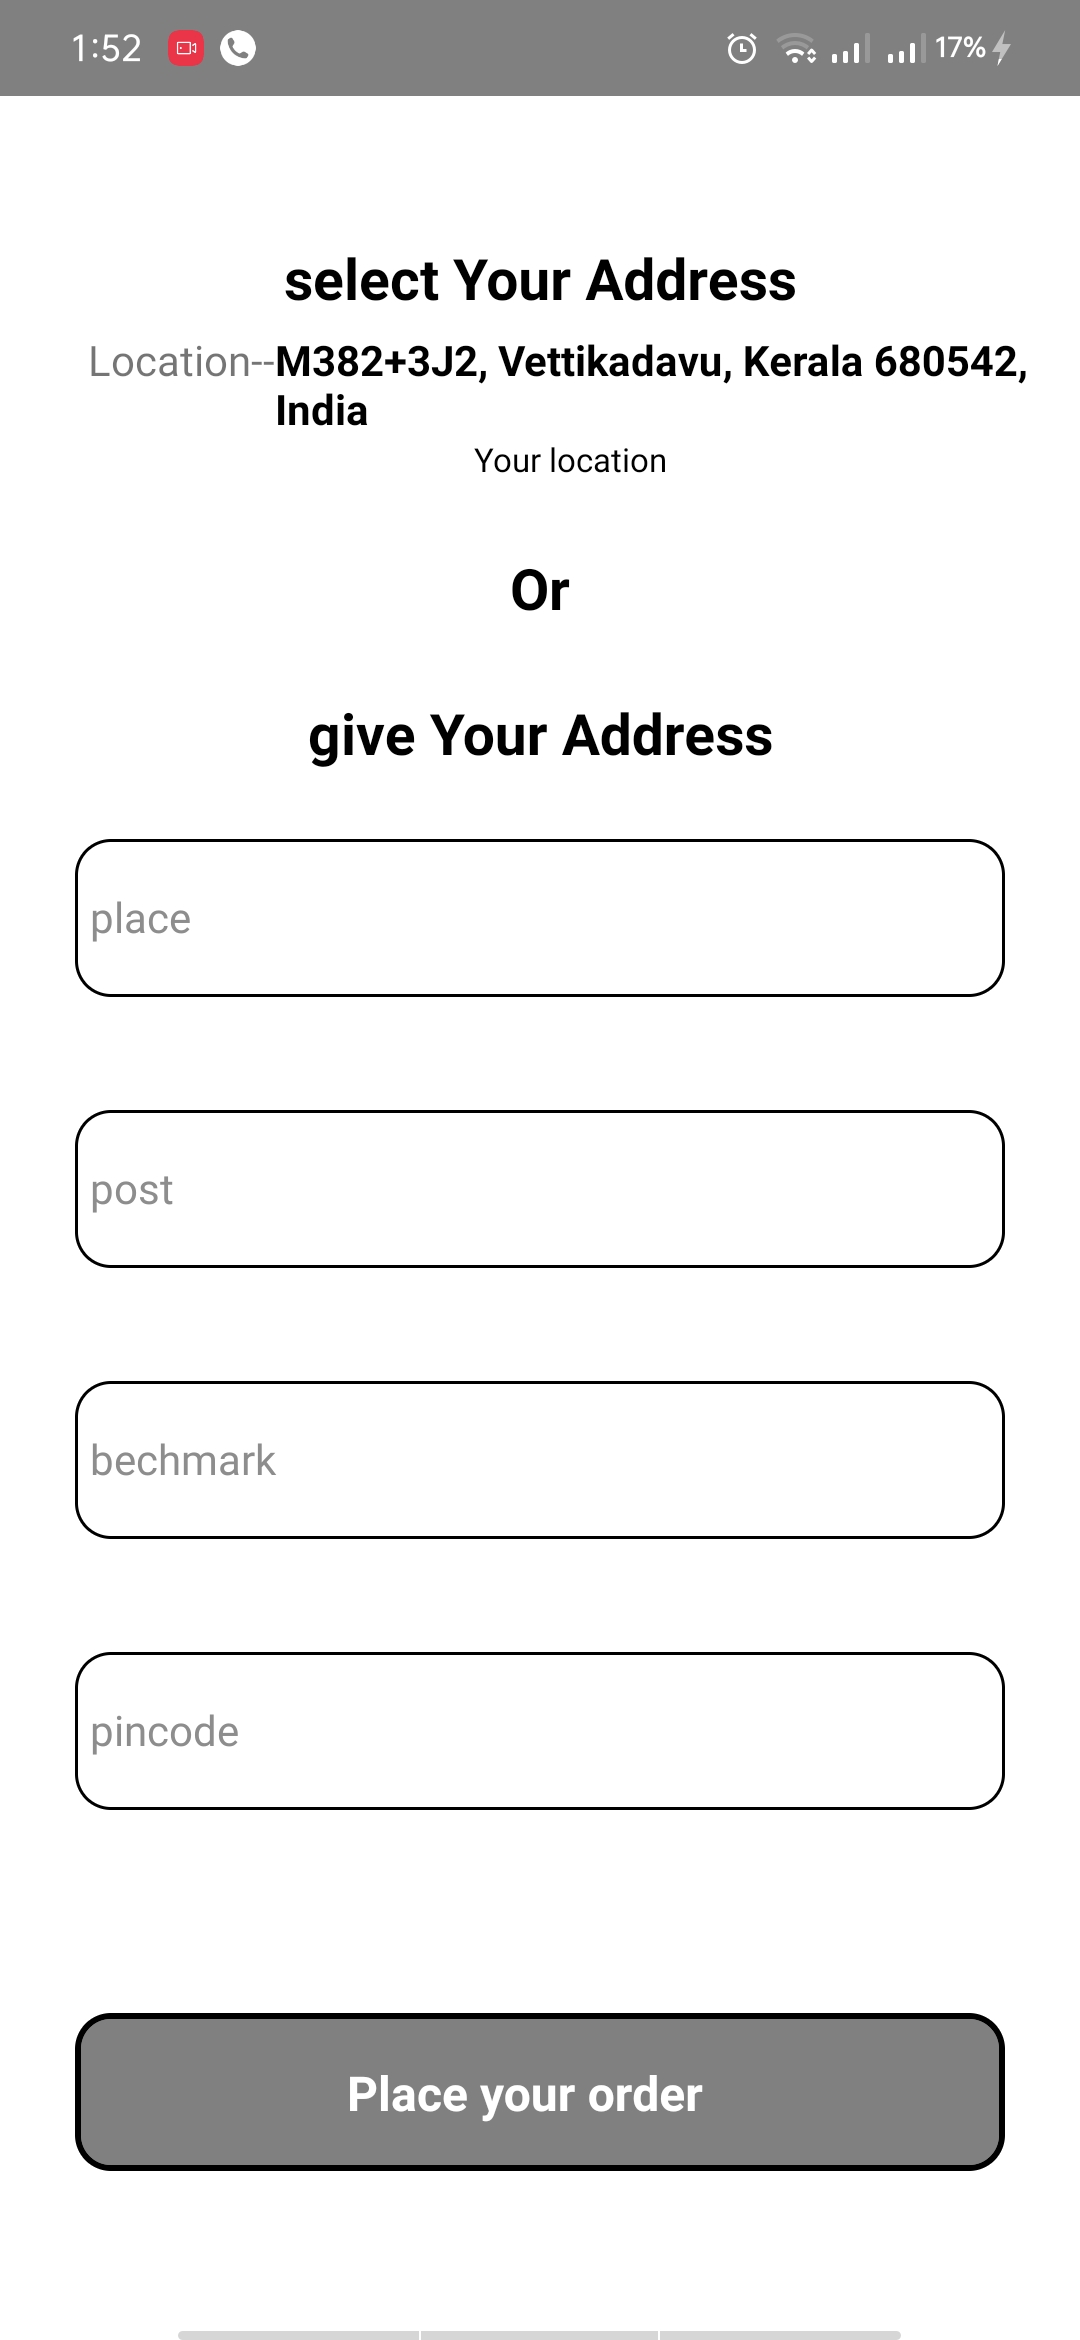 1:52 17%
select Your Address
Location--M382+3J2, Vettikadavu, Kerala 680542,
India
Your location
Or
give Your Address
place
post
bechmark
pincode
Place your order